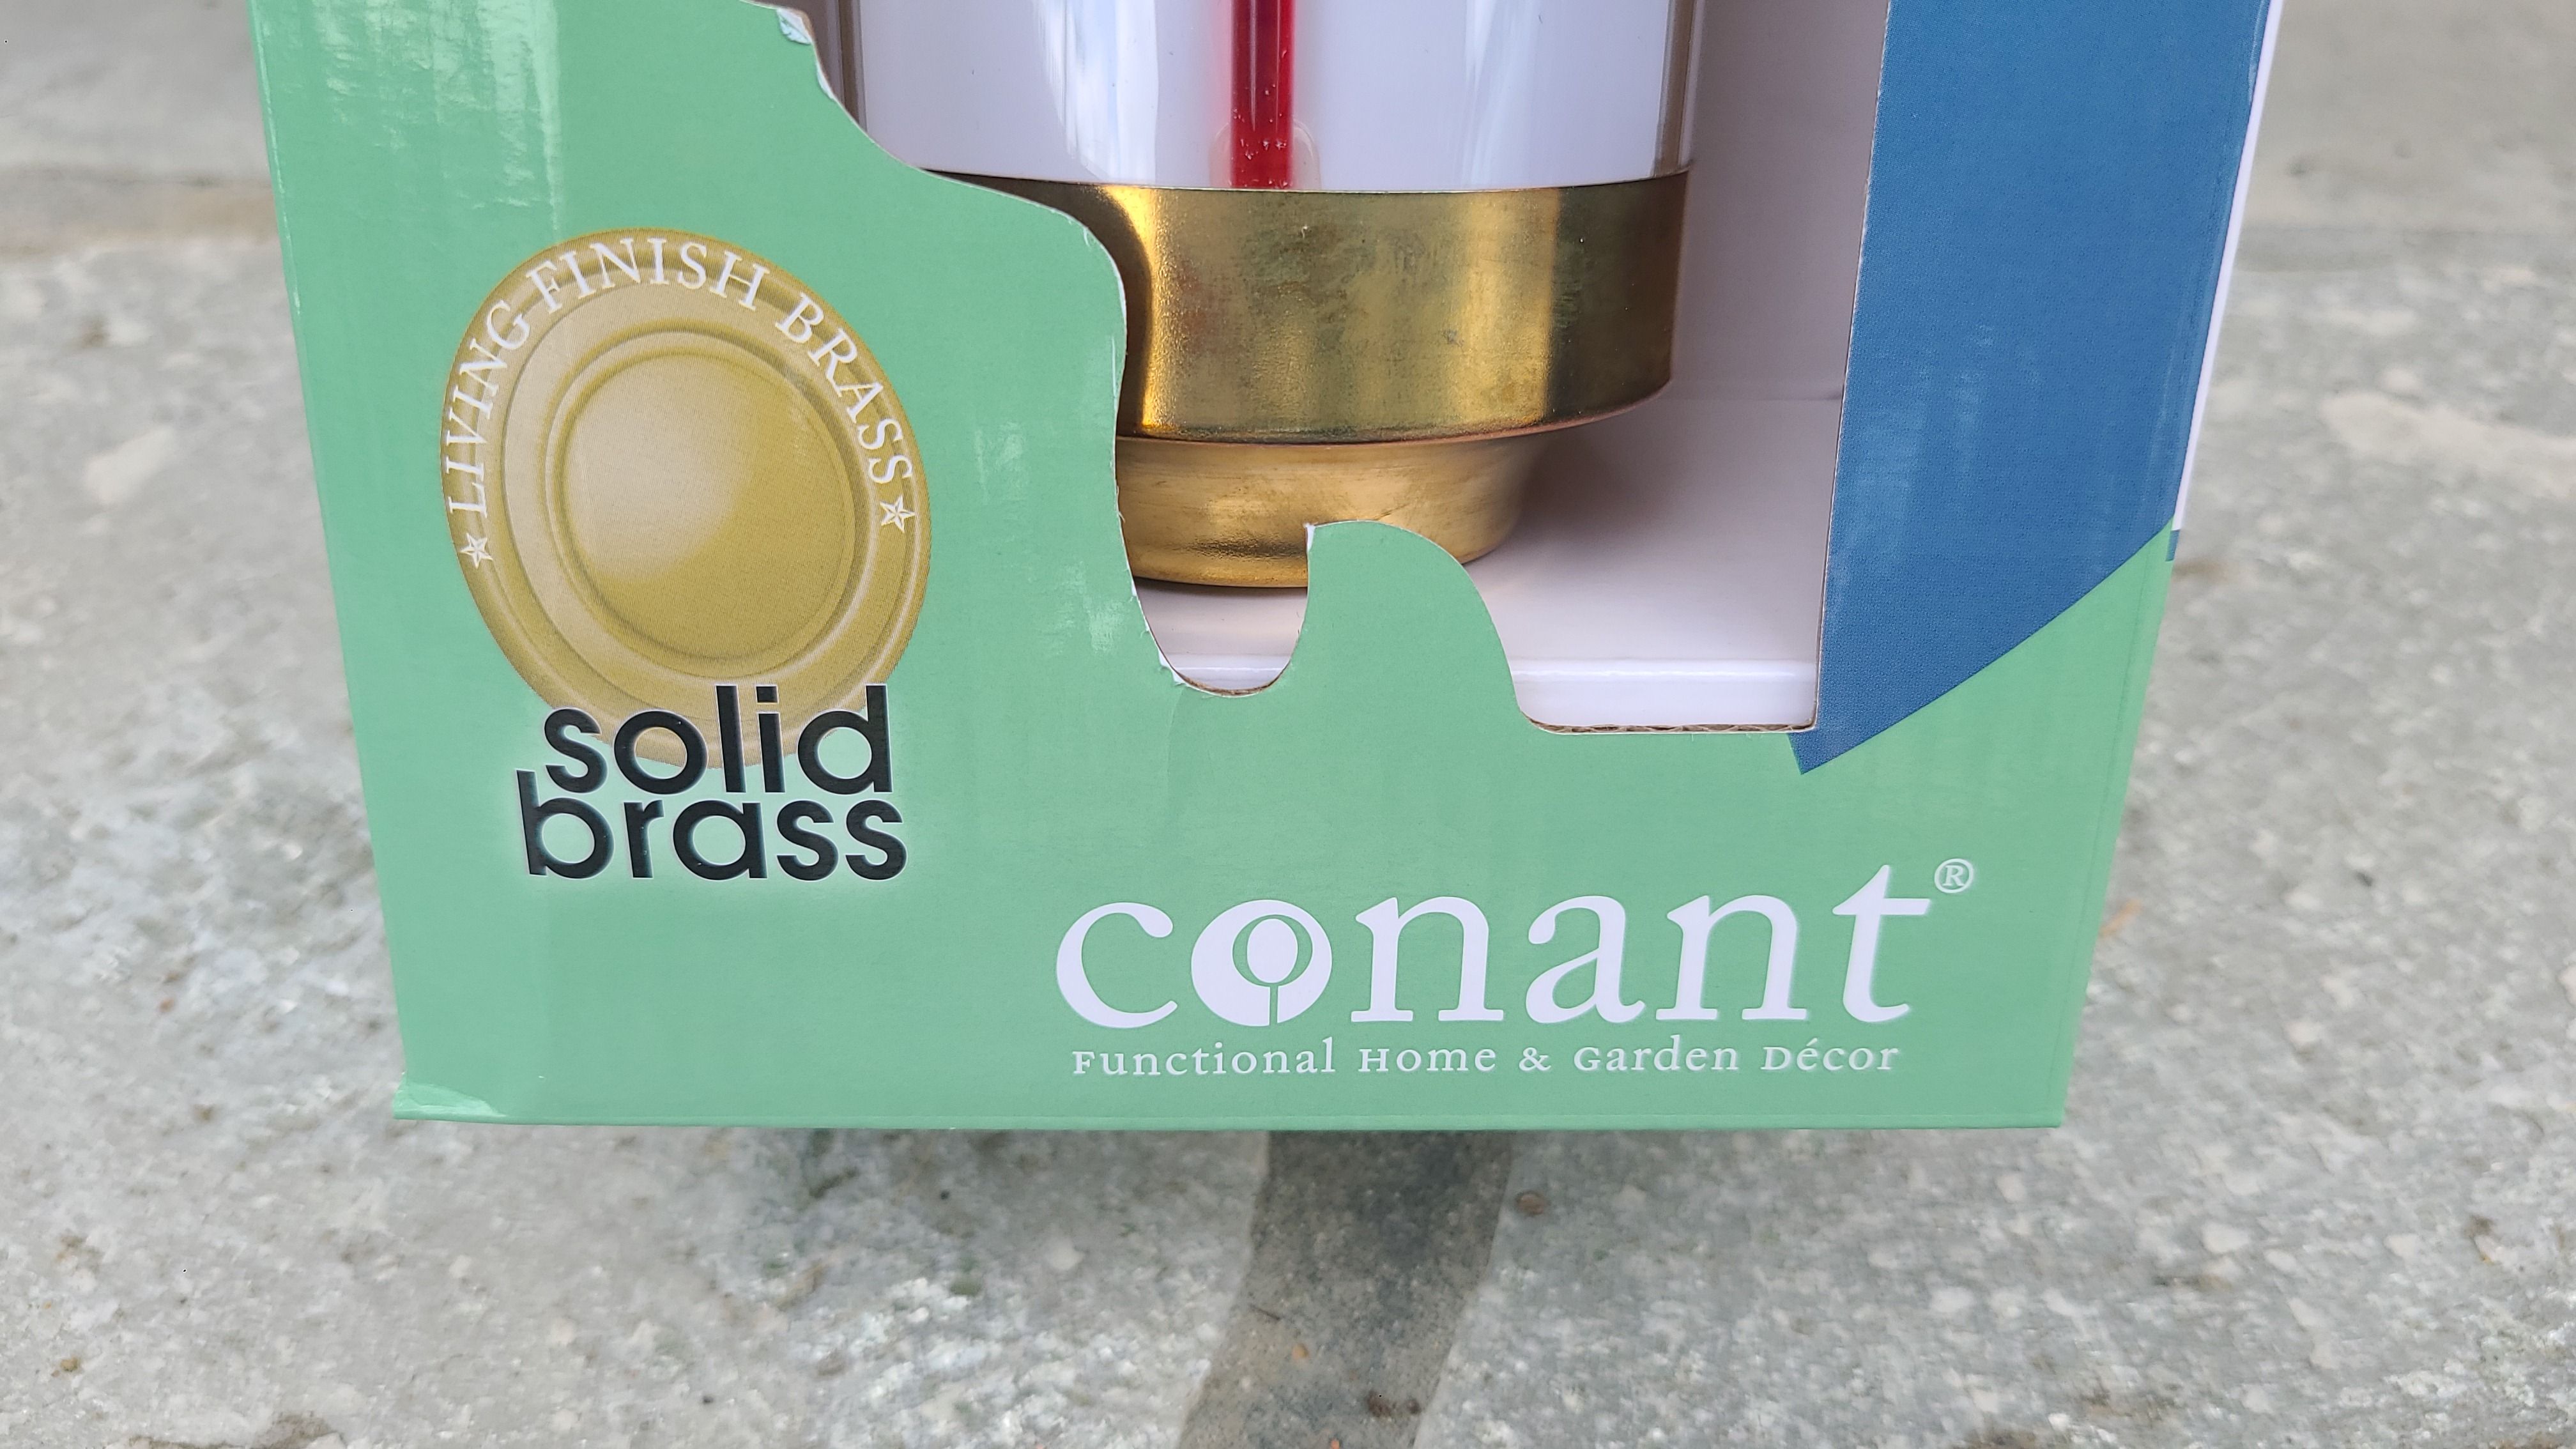 ★ LIVING FINISH BRASS ★
solid
brass
conant®
Functional Home & Garden Décor